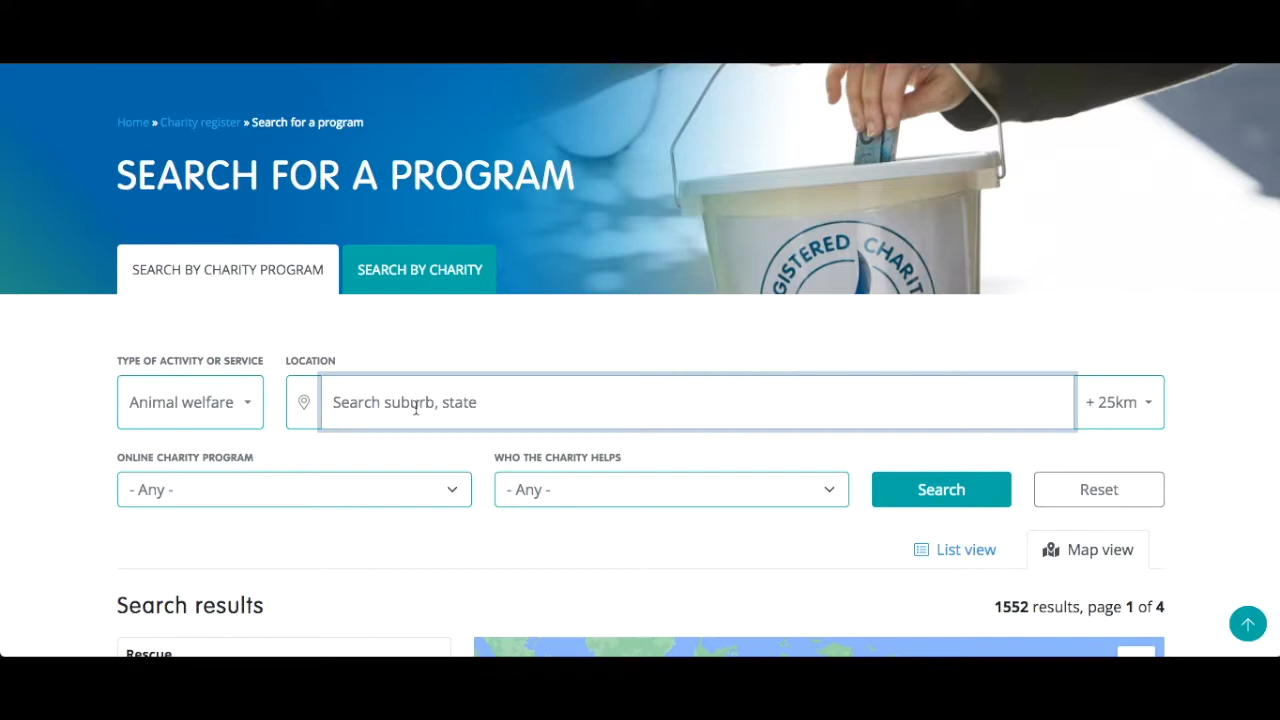 Home » Charity register » Search for a program
SEARCH FOR A PROGRAM
SEARCH BY CHARITY PROGRAM
SEARCH BY CHARITY
GISTERED CHARIT
TYPE OF ACTIVITY OR SERVICE
LOCATION
Animal welfare
Search suburb, state
+ 25km
ONLINE CHARITY PROGRAM
WHO THE CHARITY HELPS
- Any -
- Any -
Search
Reset
List view
Map view
Search results
1552 results, page 1 of 4
Rescue